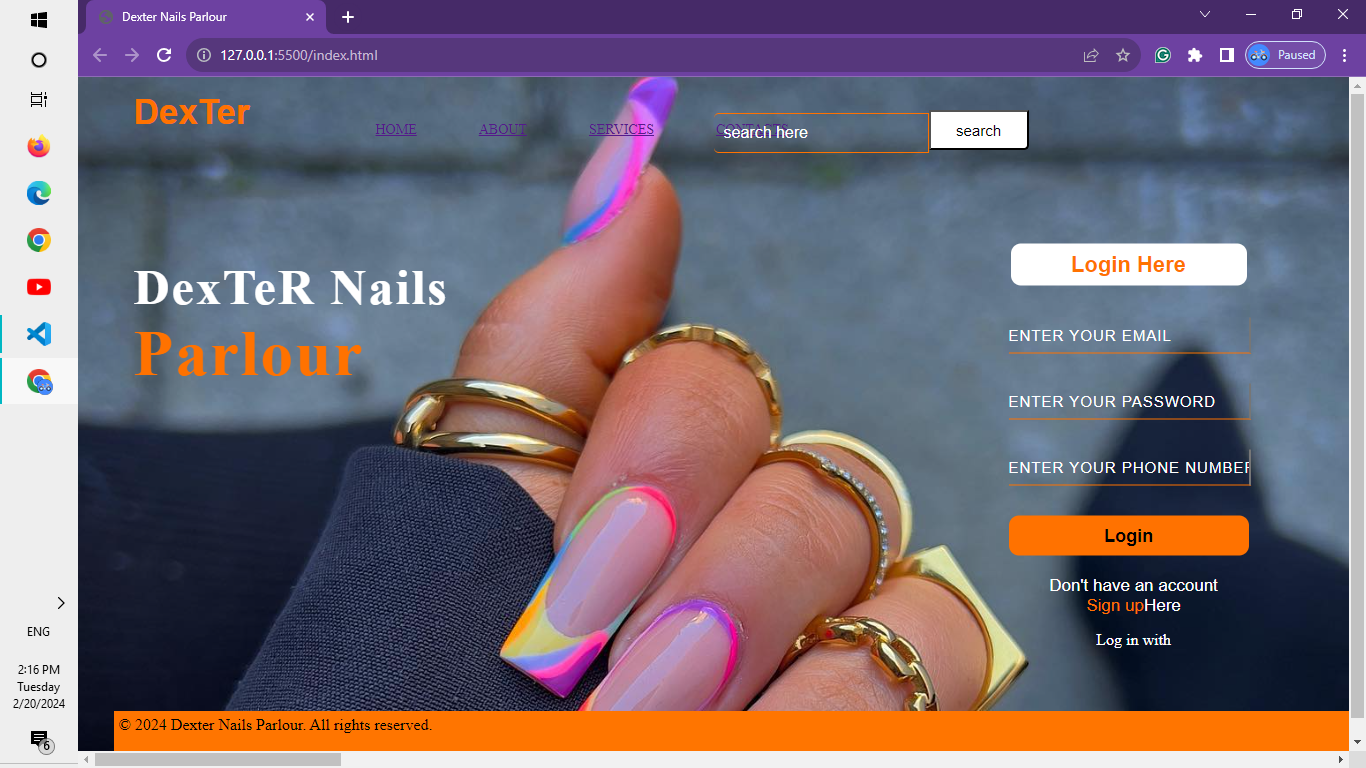 Dexter Nails Parlour
127.0.0.1:5500/index.html
Paused
DexTer
HOME ABOUT SERVICES CONTACTS
search here search
DexTeR Nails
Parlour
Login Here
ENTER YOUR EMAIL
ENTER YOUR PASSWORD
ENTER YOUR PHONE NUMBER
Login
Don't have an account
Sign upHere
Log in with
© 2024 Dexter Nails Parlour. All rights reserved.
ENG
2:16 PM
Tuesday
2/20/2024
6